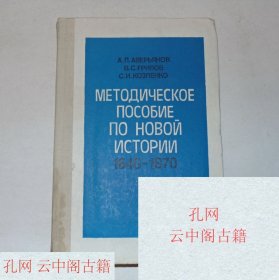 А. П. АВЕРЬЯНОВ
В. С. ГРИБОВ
С. И. КОЗЛЕНКО
МЕТОДИЧЕСКОЕ
ПОСОБИЕ
ПО НОВОЙ
ИСТОРИИ
1640-1870
孔网
云中阁古籍
孔网
云中阁古籍